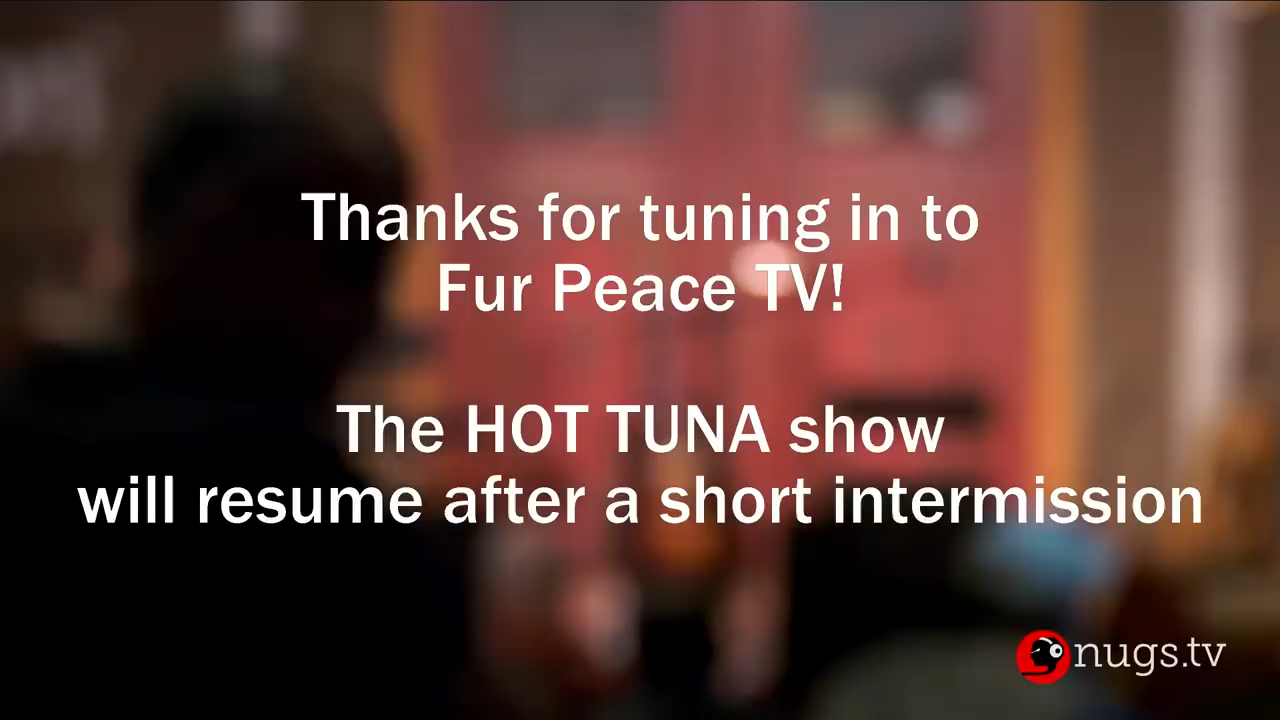 Thanks for tuning in to
Fur Peace TV!
The HOT TUNA show
will resume after a short intermission
nugs.tv